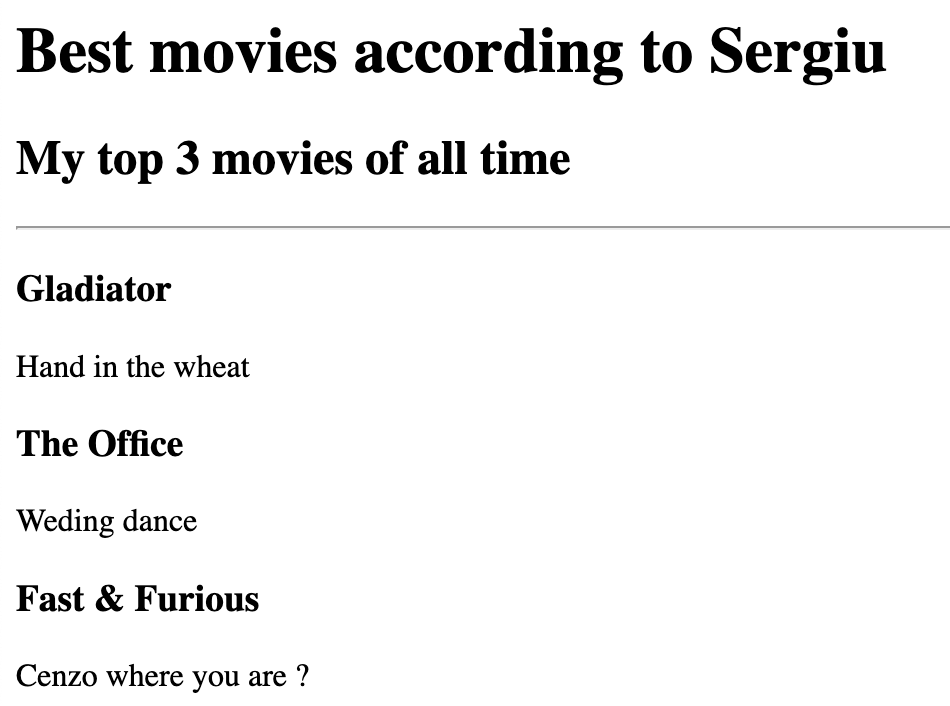 Best movies according to Sergiu
My top 3 movies of all time
Gladiator
Hand in the wheat
The Office
Weding dance
Fast & Furious
Cenzo where you are ?